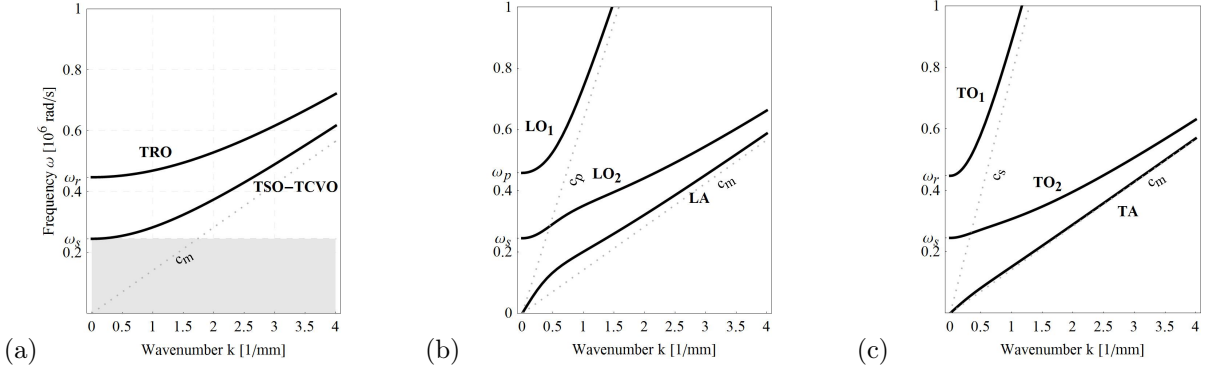 (a)
Frequency ω [10⁶ rad/s]
1
0.8
0.6
ωr
0.4
ωs
0.2
TRO
TSO−TCVO
cm
0 0.5 1 1.5 2 2.5 3 3.5 4
Wavenumber k [1/mm]
(b)
1
0.8
0.6
ωp
0.4
ωs
0.2
0
LO1
cp
LO2
LA
cm
0 0.5 1 1.5 2 2.5 3 3.5 4
Wavenumber k [1/mm]
(c)
1
0.8
0.6
ωr
0.4
ωs
0.2
0
TO1
cs
TO2
cm
TA
0 0.5 1 1.5 2 2.5 3 3.5 4
Wavenumber k [1/mm]